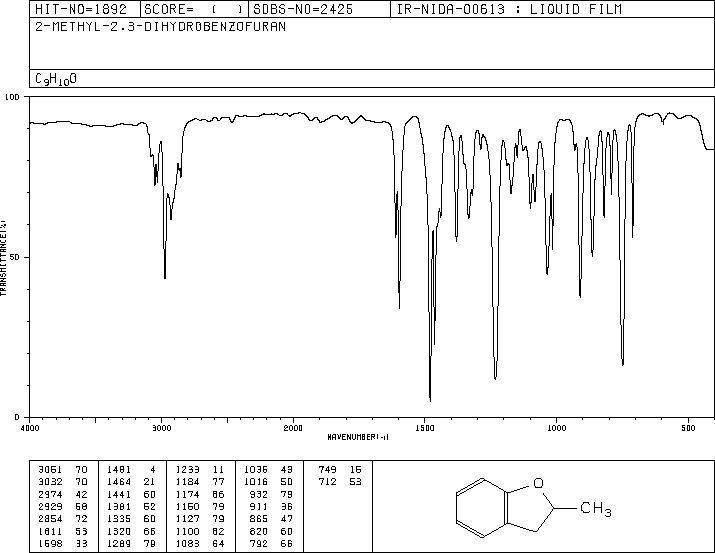 HIT-NO=1892 SCORE= ( ) SDBS-NO=2425 IR-NIDA-00613 : LIQUID FILM
2-METHYL-2.3-DIHYDROBENZOFURAN
C9H10O
100
50
0
TRANSMITTANCE(%)
4000 3000 2000 1500 1000 500
WAVENUMBER(-1)
3061 70 1481 4 1233 11 1036 43 749 15
3032 70 1464 21 1184 77 1016 50 712 53
2974 42 1441 60 1174 66 932 79
2929 60 1381 52 1150 79 911 36
2854 72 1335 60 1127 79 865 47
1611 53 1320 66 1100 62 820 60
1598 33 1289 79 1083 64 792 66
O
CH3